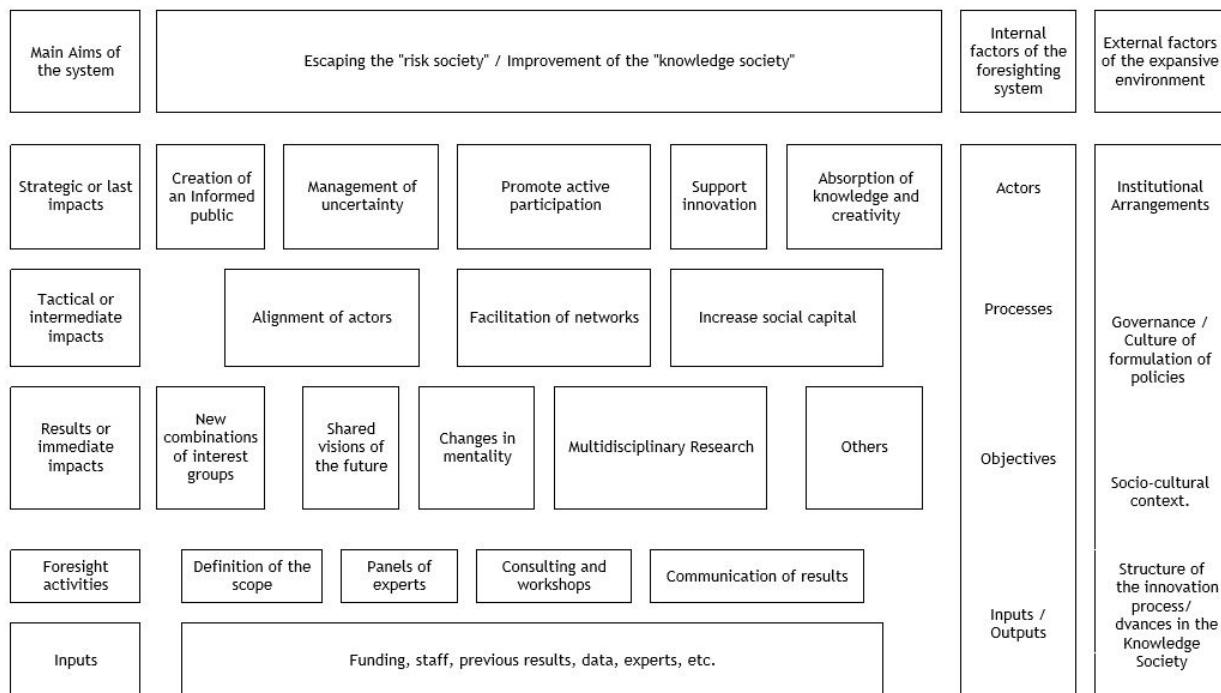 Main Aims of
the system
Escaping the "risk society" / Improvement of the "knowledge society"
Internal
factors of the
foresighting
system
External factors
of the expansive
environment
Strategic or last
impacts
Creation of
an Informed
public
Management of
uncertainty
Promote active
participation
Support
innovation
Absorption of
knowledge and
creativity
Tactical or
intermediate
impacts
Alignment of actors
Facilitation of networks
Increase social capital
Results or
immediate
impacts
New
combinations
of interest
groups
Shared
visions of
the future
Changes in
mentality
Multidisciplinary Research
Others
Foresight
activities
Definition of the
scope
Panels of
experts
Consulting and
workshops
Communication of results
Inputs
Funding, staff, previous results, data, experts, etc.
Actors
Processes
Objectives
Inputs /
Outputs
Institutional
Arrangements
Governance /
Culture of
formulation of
policies
Socio-cultural
context.
Structure of
the innovation
process/
dvances in the
Knowledge
Society